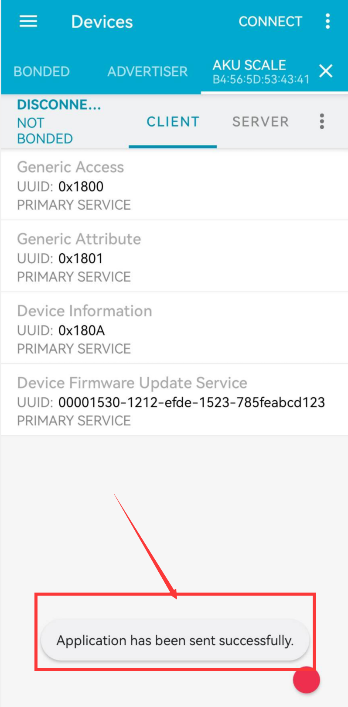 Devices
CONNECT
BONDED
ADVERTISER
AKU SCALE
B4:56:5D:53:43:41
DISCONNE...
NOT
BONDED
CLIENT
SERVER
Generic Access
UUID: 0x1800
PRIMARY SERVICE
Generic Attribute
UUID: 0x1801
PRIMARY SERVICE
Device Information
UUID: 0x180A
PRIMARY SERVICE
Device Firmware Update Service
UUID: 00001530-1212-efde-1523-785feabcd123
PRIMARY SERVICE
Application has been sent successfully.